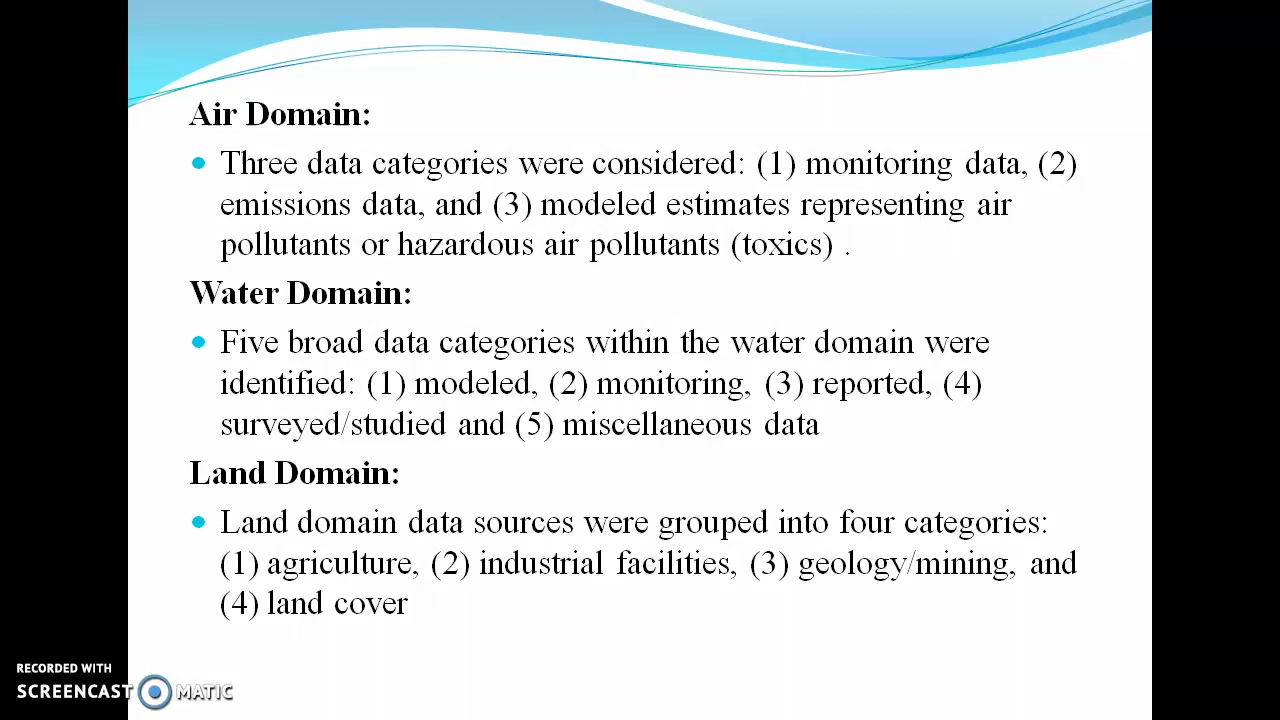 Air Domain:
Three data categories were considered: (1) monitoring data, (2)
emissions data, and (3) modeled estimates representing air
pollutants or hazardous air pollutants (toxics) .
Water Domain:
Five broad data categories within the water domain were
identified: (1) modeled, (2) monitoring, (3) reported, (4)
surveyed/studied and (5) miscellaneous data
Land Domain:
Land domain data sources were grouped into four categories:
(1) agriculture, (2) industrial facilities, (3) geology/mining, and
(4) land cover
RECORDED WITH
SCREENCAST MATIC